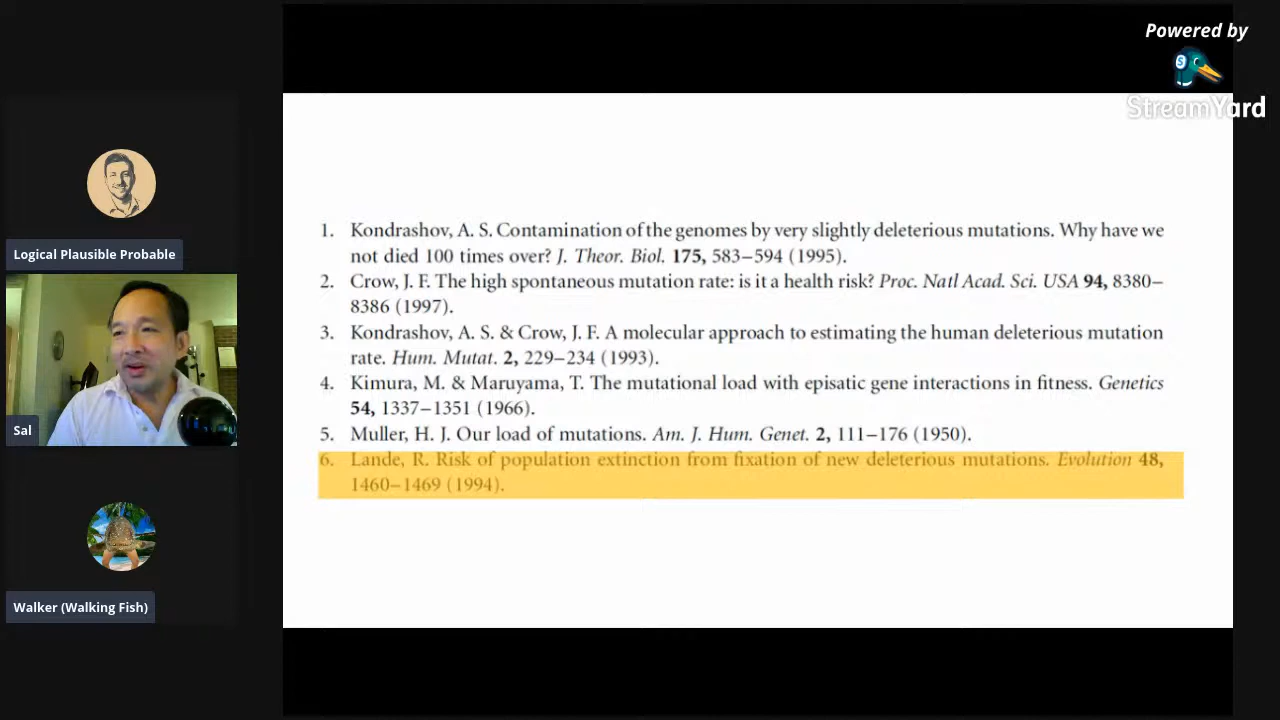 Powered by
StreamYard
Logical Plausible Probable
Sal
Walker (Walking Fish)
1. Kondrashov, A. S. Contamination of the genomes by very slightly deleterious mutations. Why have we
not died 100 times over? J. Theor. Biol. 175, 583–594 (1995).
2. Crow, J. F. The high spontaneous mutation rate: is it a health risk? Proc. Natl Acad. Sci. USA 94, 8380–
8386 (1997).
3. Kondrashov, A. S. & Crow, J. F. A molecular approach to estimating the human deleterious mutation
rate. Hum. Mutat. 2, 229–234 (1993).
4. Kimura, M. & Maruyama, T. The mutational load with episatic gene interactions in fitness. Genetics
54, 1337–1351 (1966).
5. Muller, H. J. Our load of mutations. Am. J. Hum. Genet. 2, 111–176 (1950).
6. Lande, R. Risk of population extinction from fixation of new deleterious mutations. Evolution 48,
1460–1469 (1994).